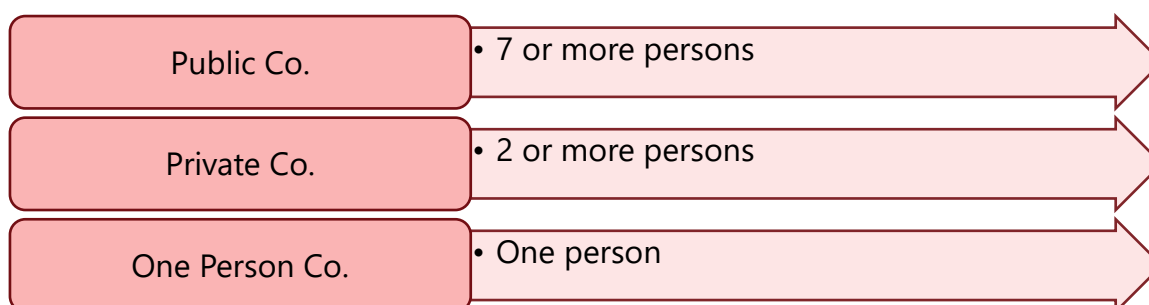 Public Co.
• 7 or more persons
Private Co.
• 2 or more persons
One Person Co.
• One person